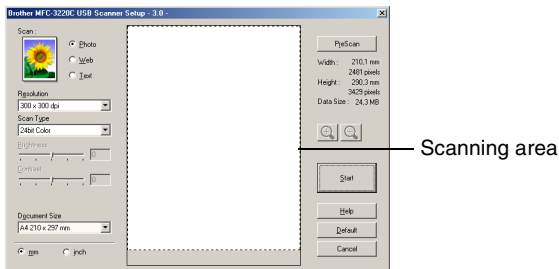 Brother MFC-3220C USB Scanner Setup - 3.0 -
Scan :
Photo
Web
Text
Resolution
300 x 300 dpi
Scan Type
24bit Color
Brightness
0
Contrast
0
Document Size
A4 210 x 297 mm
mm
inch
PreScan
Width : 210,1 mm
2481 pixels
Height : 290,3 mm
3429 pixels
Data Size : 24,3 MB
Start
Help
Default
Cancel
Scanning area